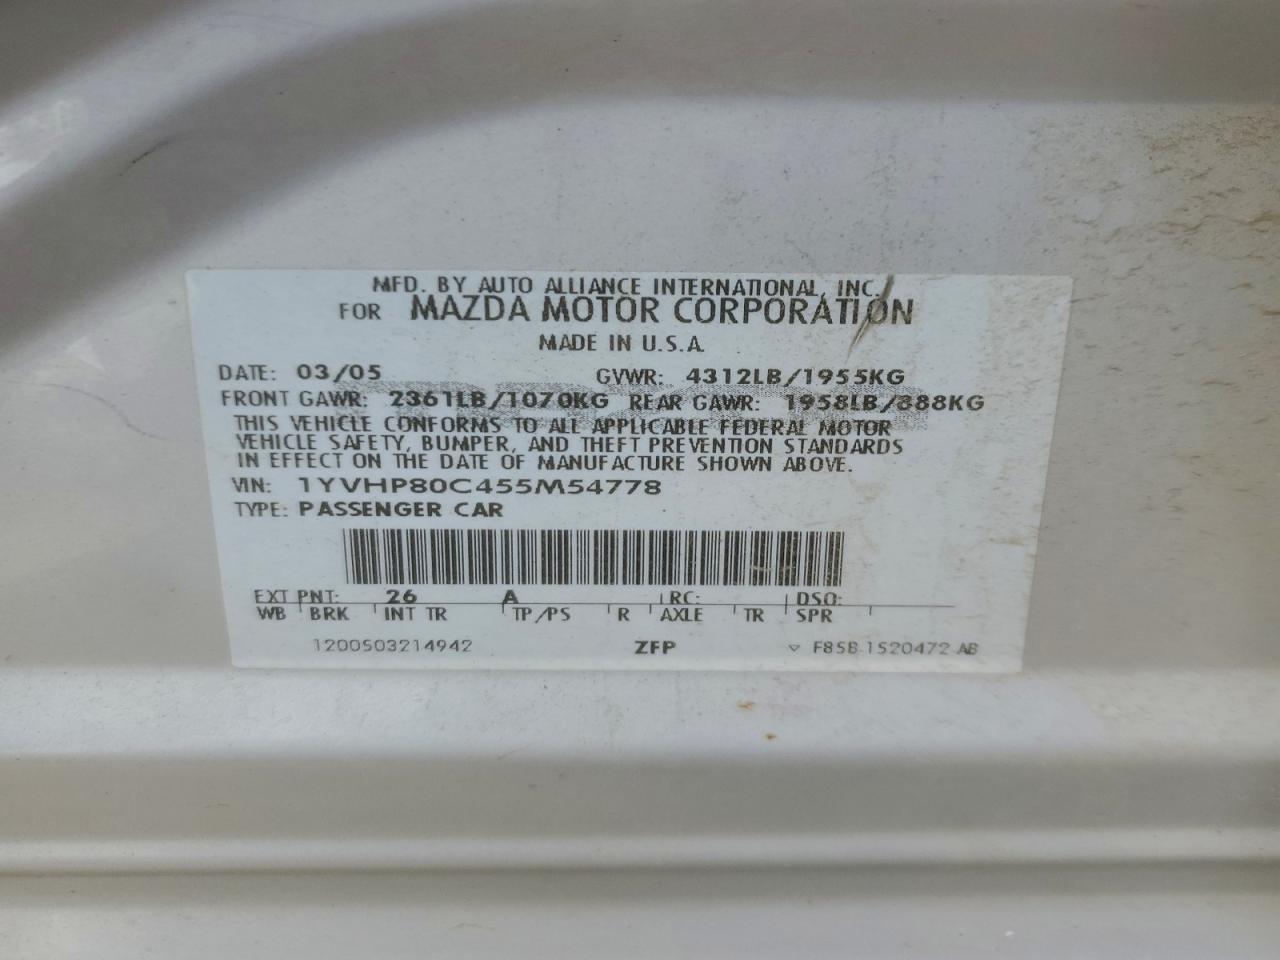 MFD. BY AUTO ALLIANCE INTERNATIONAL, INC.
FOR MAZDA MOTOR CORPORATION
MADE IN U.S.A.
DATE: 03/05 GVWR: 4312LB/1955KG
FRONT GAWR: 2361LB/1070KG REAR GAWR: 1958LB/888KG
THIS VEHICLE CONFORMS TO ALL APPLICABLE FEDERAL MOTOR
VEHICLE SAFETY, BUMPER, AND THEFT PREVENTION STANDARDS
IN EFFECT ON THE DATE OF MANUFACTURE SHOWN ABOVE.
VIN: 1YVHP80C455M54778
TYPE: PASSENGER CAR
EXT PNT: 26 A RC: DSO:
WB BRK INT TR TP/PS R AXLE TR SPR
1200503214942 ZFP F85B-1520472-AB